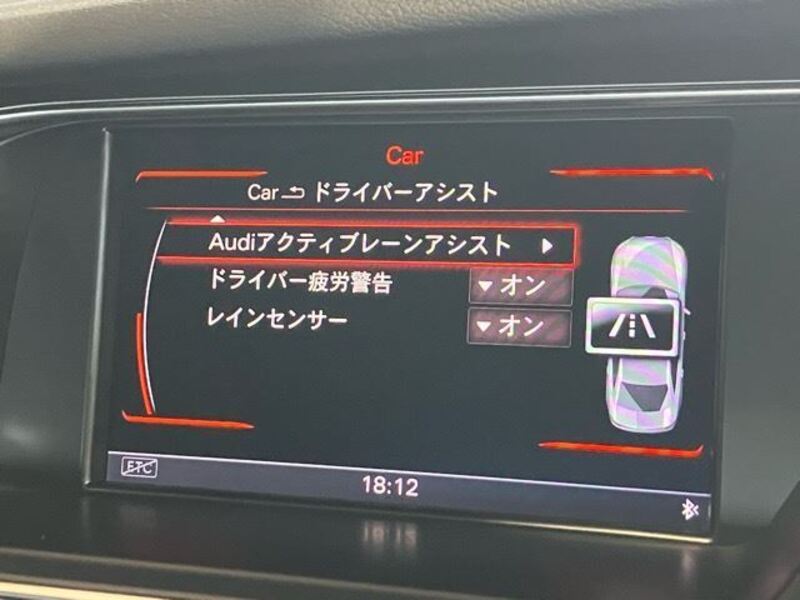 Car
Car ドライバーアシスト
Audiアクティブレーンアシスト
ドライバー疲労警告 オン
レインセンサー オン
ETC
18:12